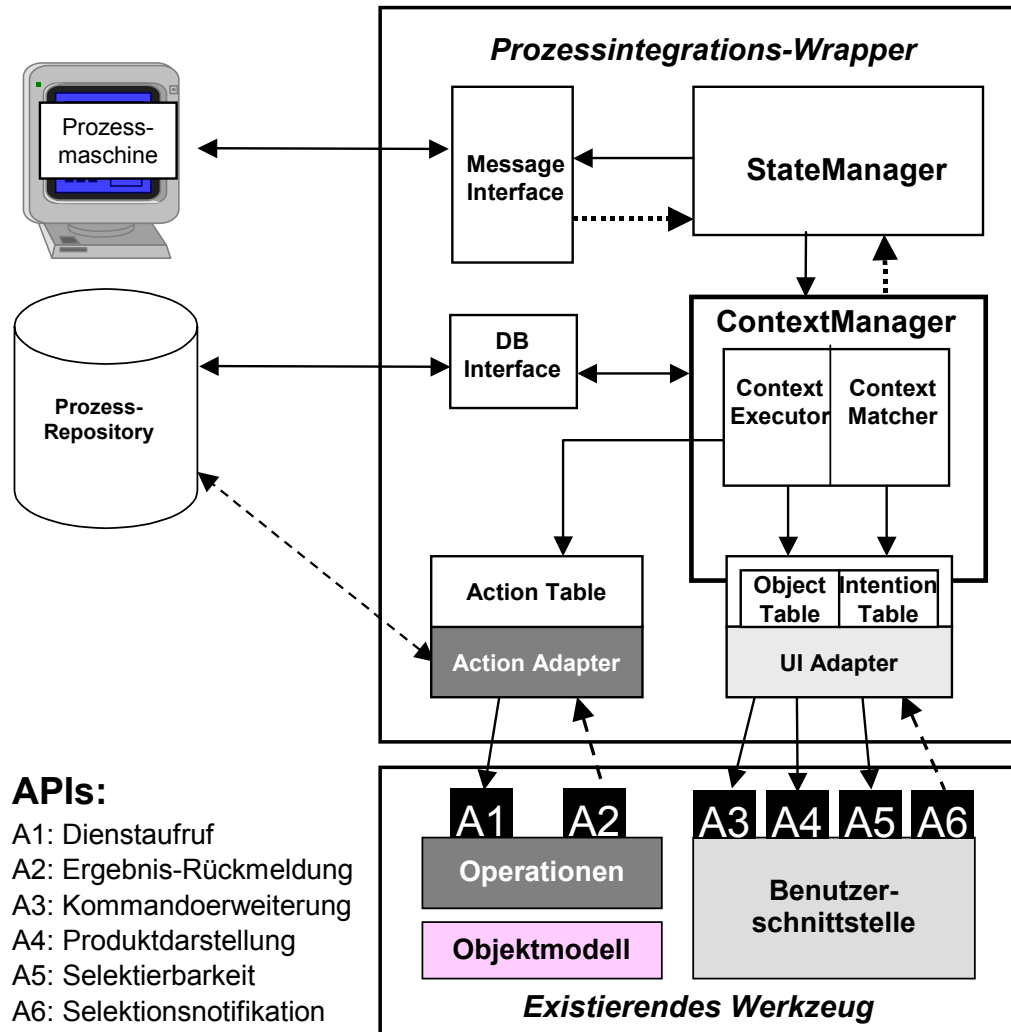 Prozessintegrations-Wrapper
Prozess-
maschine
Message
Interface
StateManager
ContextManager
DB
Interface
Context
Executor
Context
Matcher
Prozess-
Repository
Action Table
Object
Table
Intention
Table
Action Adapter
UI Adapter
APIs:
A1: Dienstaufruf
A2: Ergebnis-Rückmeldung
A3: Kommandoerweiterung
A4: Produktdarstellung
A5: Selektierbarkeit
A6: Selektionsnotifikation
A1
A2
A3
A4
A5
A6
Operationen
Objektmodell
Benutzer-
schnittstelle
Existierendes Werkzeug